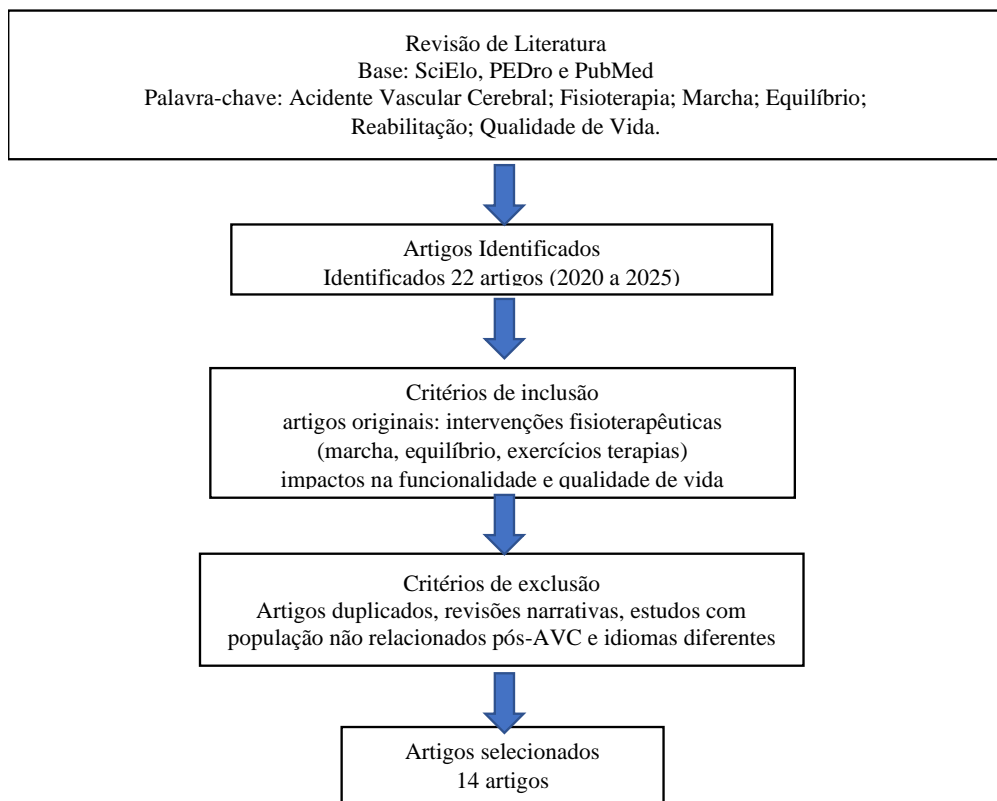 Revisão de Literatura
Base: SciElo, PEDro e PubMed
Palavra-chave: Acidente Vascular Cerebral; Fisioterapia; Marcha; Equilíbrio;
Reabilitação; Qualidade de Vida.
Artigos Identificados
Identificados 22 artigos (2020 a 2025)
Critérios de inclusão
artigos originais: intervenções fisioterapêuticas
(marcha, equilíbrio, exercícios terapias)
impactos na funcionalidade e qualidade de vida
Critérios de exclusão
Artigos duplicados, revisões narrativas, estudos com
população não relacionados pós-AVC e idiomas diferentes
Artigos selecionados
14 artigos